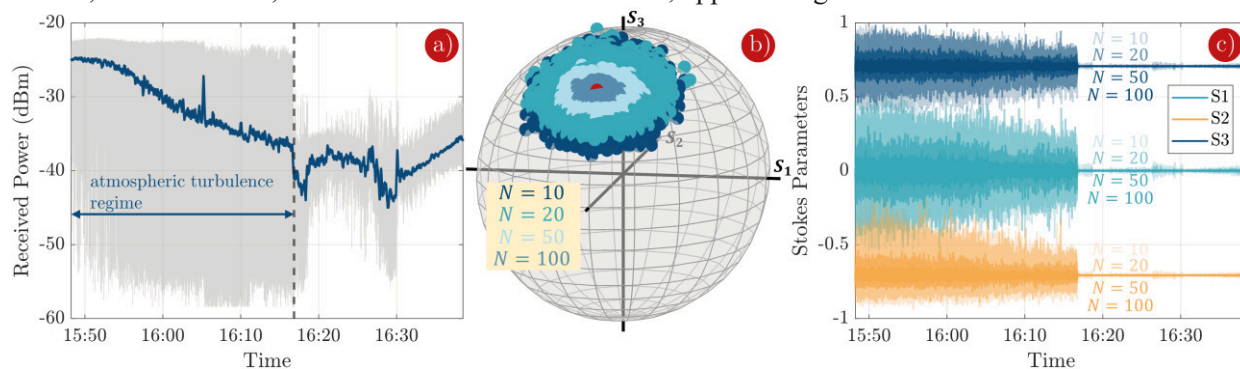 -20
-30
-40
-50
-60
Received Power (dBm)
a)
atmospheric turbulence
regime
15:50
16:00
16:10
16:20
16:30
Time
S₃
b)
S₂
S₁
N = 10
N = 20
N = 50
N = 100
1
0.5
0
-0.5
-1
Stokes Parameters
c)
N = 10
N = 20
N = 50
N = 100
S1
S2
S3
N = 10
N = 20
N = 50
N = 100
N = 10
N = 20
N = 50
N = 100
15:50
16:00
16:10
16:20
16:30
Time